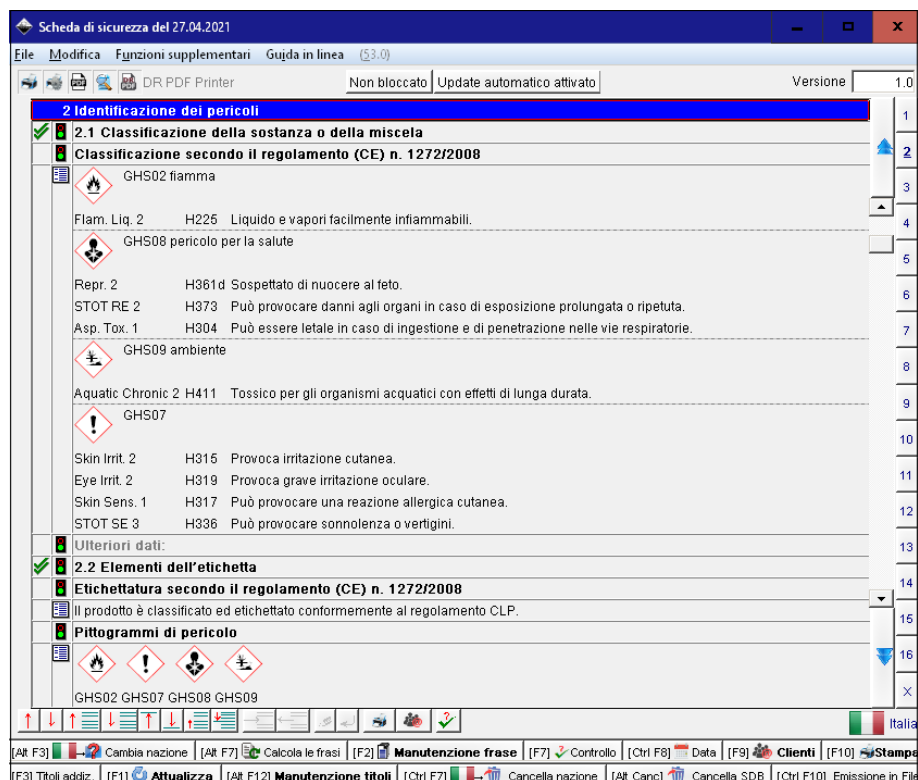 Scheda di sicurezza del 27.04.2021
File Modifica Funzioni supplementari Guida in linea (53.0)
DR PDF Printer Non bloccato Update automatico attivato Versione 1.0
2 Identificazione dei pericoli
2.1 Classificazione della sostanza o della miscela
Classificazione secondo il regolamento (CE) n. 1272/2008
GHS02 fiamma
Flam. Liq. 2 H225 Liquido e vapori facilmente infiammabili.
GHS08 pericolo per la salute
Repr. 2 H361d Sospettato di nuocere al feto.
STOT RE 2 H373 Può provocare danni agli organi in caso di esposizione prolungata o ripetuta.
Asp. Tox. 1 H304 Può essere letale in caso di ingestione e di penetrazione nelle vie respiratorie.
GHS09 ambiente
Aquatic Chronic 2 H411 Tossico per gli organismi acquatici con effetti di lunga durata.
GHS07
Skin Irrit. 2 H315 Provoca irritazione cutanea.
Eye Irrit. 2 H319 Provoca grave irritazione oculare.
Skin Sens. 1 H317 Può provocare una reazione allergica cutanea.
STOT SE 3 H336 Può provocare sonnolenza o vertigini.
Ulteriori dati:
2.2 Elementi dell'etichetta
Etichettatura secondo il regolamento (CE) n. 1272/2008
Il prodotto è classificato ed etichettato conformemente al regolamento CLP.
Pittogrammi di pericolo
GHS02 GHS07 GHS08 GHS09
1
2
3
4
5
6
7
8
9
10
11
12
13
14
15
16
X
Italia
[Alt F3] Cambia nazione [Alt F7] Calcola le frasi [F2] Manutenzione frase [F7] Controllo [Ctrl F8] Data [F9] Clienti [F10] Stampa
[F3] Titoli addiz. [F11] Attualizza [Alt F12] Manutenzione titoli [Ctrl F7] Cancella nazione [Alt Canc] Cancella SDB [Ctrl F10] Emissione in File